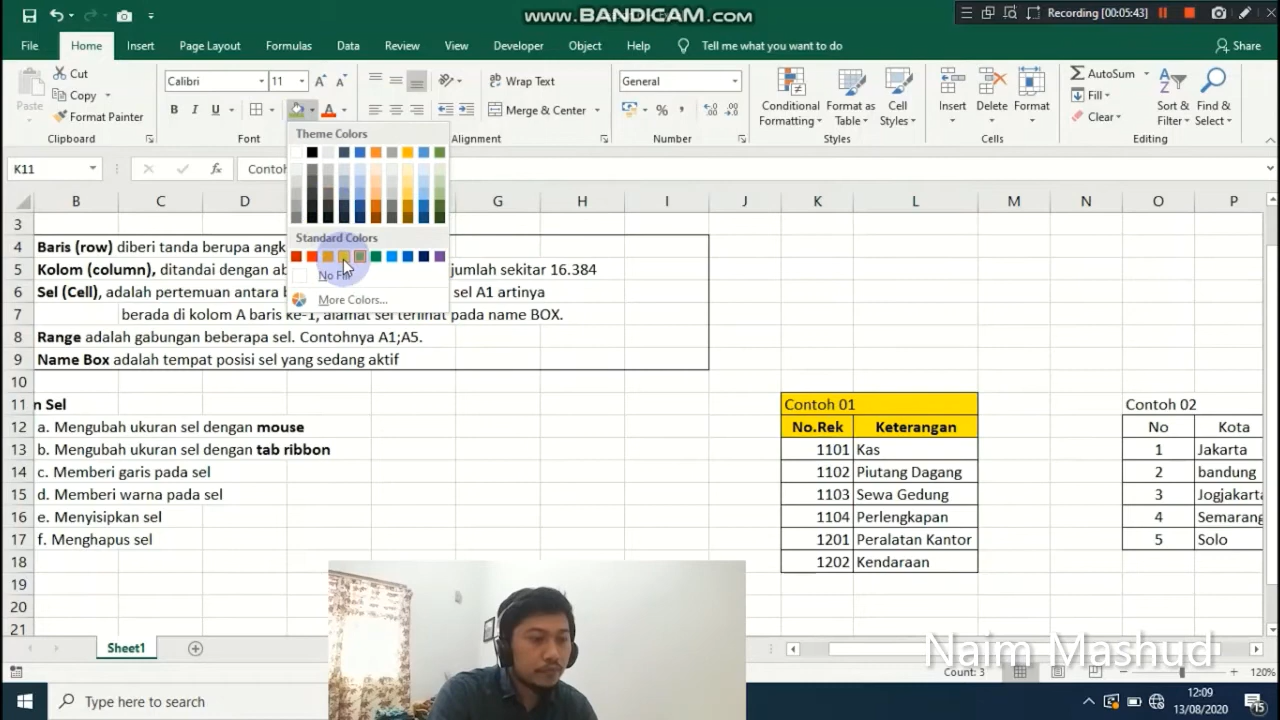 www.BANDICAM.com
Recording [00:05:43]
File Home Insert Page Layout Formulas Data Review View Developer Object Help Tell me what you want to do Share
Paste
Cut
Copy
Format Painter
Clipboard
Calibri 11
B I U
Font
Wrap Text
Merge & Center
Alignment
General
Number
Conditional Formatting
Format as Table
Cell Styles
Styles
Insert Delete Format
Cells
AutoSum
Fill
Clear
Sort & Filter
Find & Select
Editing
Theme Colors
Standard Colors
No Fill
More Colors...
K11 fx Contoh
B C D G H I J K L M N O P
3
4 Baris (row) diberi tanda berupa angk
5 Kolom (column), ditandai dengan ab jumlah sekitar 16.384
6 Sel (Cell), adalah pertemuan antara b sel A1 artinya
7 berada di kolom A baris ke-1, alamat sel terlihat pada name BOX.
8 Range adalah gabungan beberapa sel. Contohnya A1;A5.
9 Name Box adalah tempat posisi sel yang sedang aktif
10
11 n Sel Contoh 01 Contoh 02
12 a. Mengubah ukuran sel dengan mouse No.Rek Keterangan No Kota
13 b. Mengubah ukuran sel dengan tab ribbon 1101 Kas 1 Jakarta
14 c. Memberi garis pada sel 1102 Piutang Dagang 2 bandung
15 d. Memberi warna pada sel 1103 Sewa Gedung 3 Jogjakarta
16 e. Menyisipkan sel 1104 Perlengkapan 4 Semarang
17 f. Menghapus sel 1201 Peralatan Kantor 5 Solo
18 1202 Kendaraan
19
20
21
Sheet1
Naim Mashud
Count: 3 120%
Type here to search
12:09
13/08/2020
15